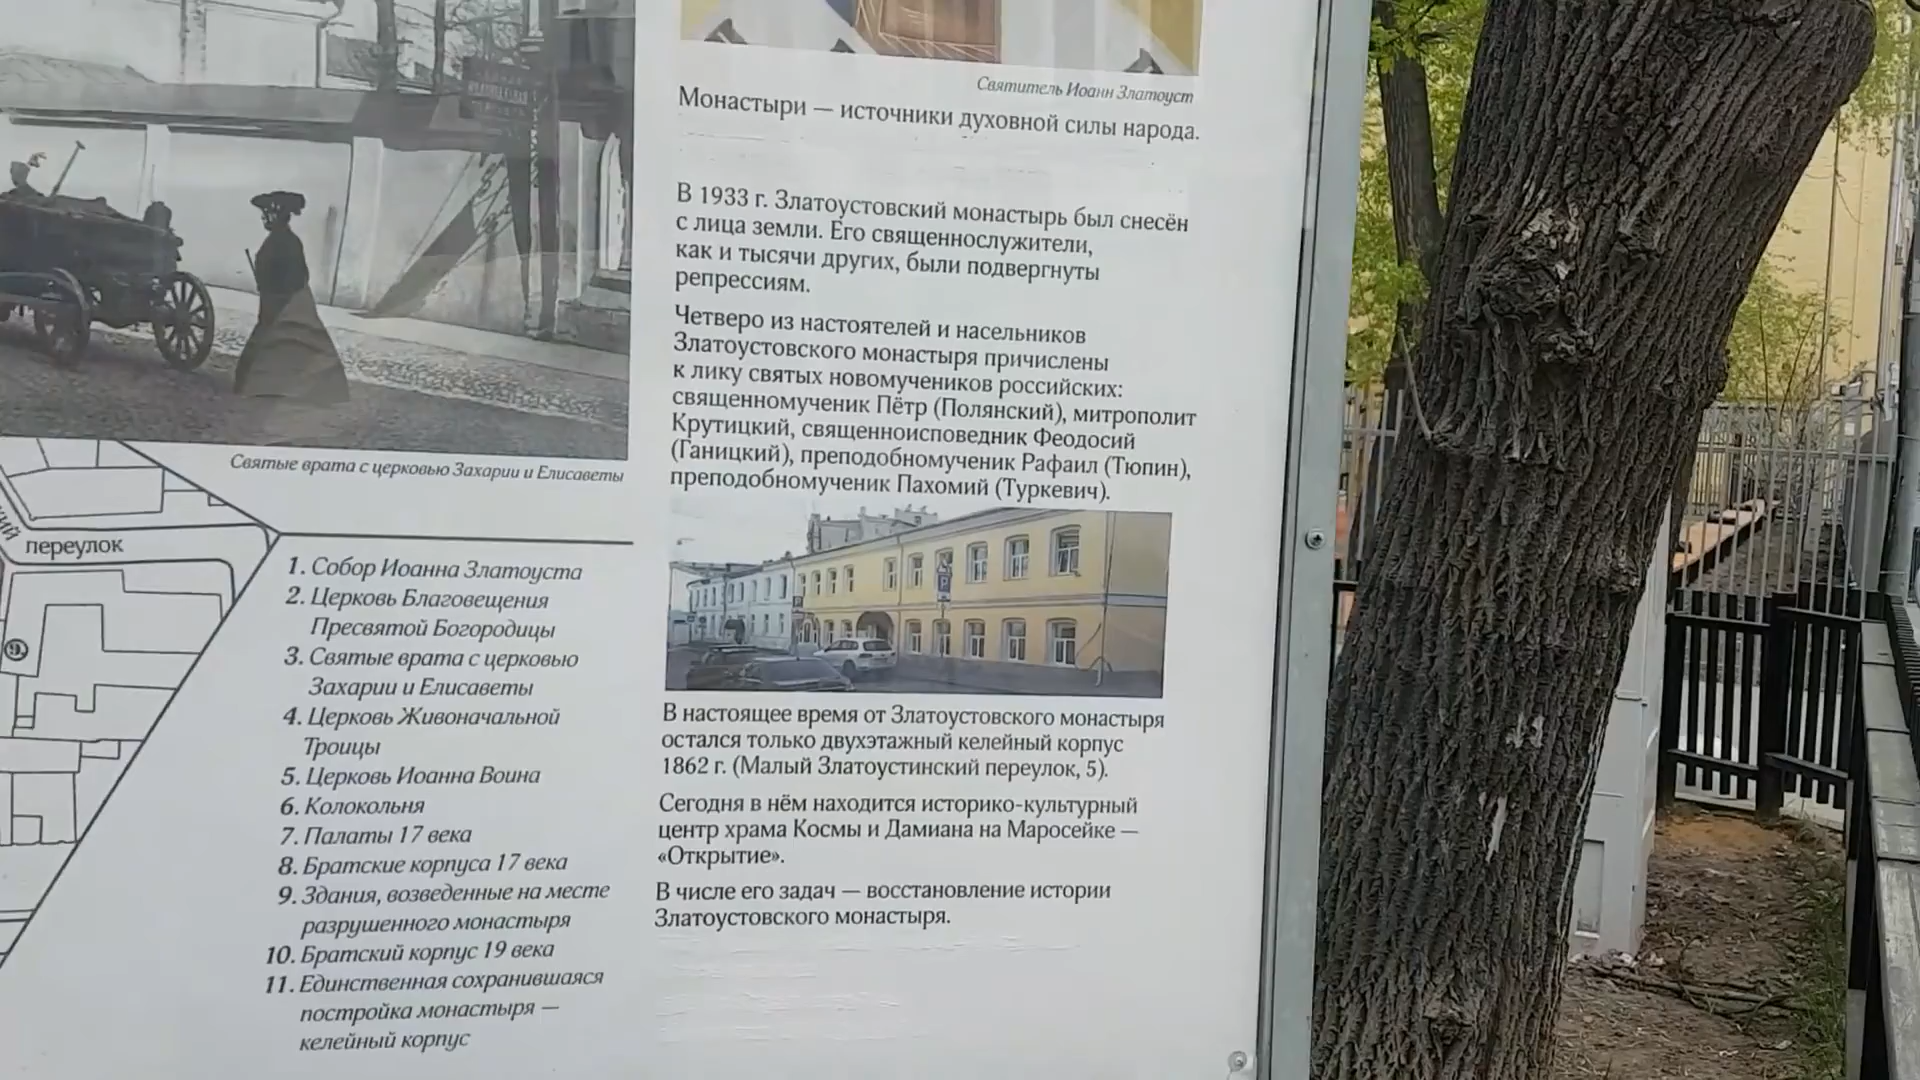 Святитель Иоанн Златоуст
Монастыри — источники духовной силы народа.
В 1933 г. Златоустовский монастырь был снесён
с лица земли. Его священнослужители,
как и тысячи других, были подвергнуты
репрессиям.
Четверо из настоятелей и насельников
Златоустовского монастыря причислены
к лику святых новомучеников российских:
священномученик Пётр (Полянский), митрополит
Крутицкий, священноисповедник Феодосий
(Ганицкий), преподобномученик Рафаил (Тюпин),
преподобномученик Пахомий (Туркевич).
В настоящее время от Златоустовского монастыря
остался только двухэтажный келейный корпус
1862 г. (Малый Златоустинский переулок, 5).
Сегодня в нём находится историко-культурный
центр храма Космы и Дамиана на Маросейке —
«Открытие».
В числе его задач — восстановление истории
Златоустовского монастыря.
Святые врата с церковью Захарии и Елисаветы
переулок
9.
1. Собор Иоанна Златоуста
2. Церковь Благовещения
Пресвятой Богородицы
3. Святые врата с церковью
Захарии и Елисаветы
4. Церковь Живоначальной
Троицы
5. Церковь Иоанна Воина
6. Колокольня
7. Палаты 17 века
8. Братские корпуса 17 века
9. Здания, возведенные на месте
разрушенного монастыря
10. Братский корпус 19 века
11. Единственная сохранившаяся
постройка монастыря —
келейный корпус